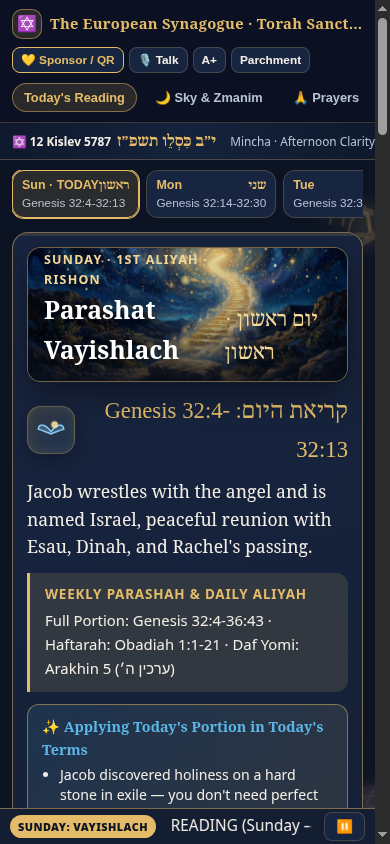 ✡️ The European Synagogue · Torah Sanct...
💛 Sponsor / QR 🎙️ Talk A+ Parchment
Today's Reading 🌙 Sky & Zmanim 🙏 Prayers
✡️ 12 Kislev 5787 י״ב כִּסְלֵו תשפ״ז Mincha · Afternoon Clarity
Sun · TODAY ראשון Mon שני Tue
Genesis 32:4-32:13 Genesis 32:14-32:30 Genesis 32:3
SUNDAY · 1ST ALIYAH ·
RISHON
Parashat יום ראשון ·
Vayishlach ראשון
קריאת היום: Genesis 32:4-
32:13
Jacob wrestles with the angel and is
named Israel, peaceful reunion with
Esau, Dinah, and Rachel's passing.
WEEKLY PARASHAH & DAILY ALIYAH
Full Portion: Genesis 32:4-36:43 ·
Haftarah: Obadiah 1:1-21 · Daf Yomi:
Arakhin 5 (ערכין ה׳)
✨ Applying Today's Portion in Today's
Terms
• Jacob discovered holiness on a hard
stone in exile — you don't need perfect
SUNDAY: VAYISHLACH READING (Sunday –